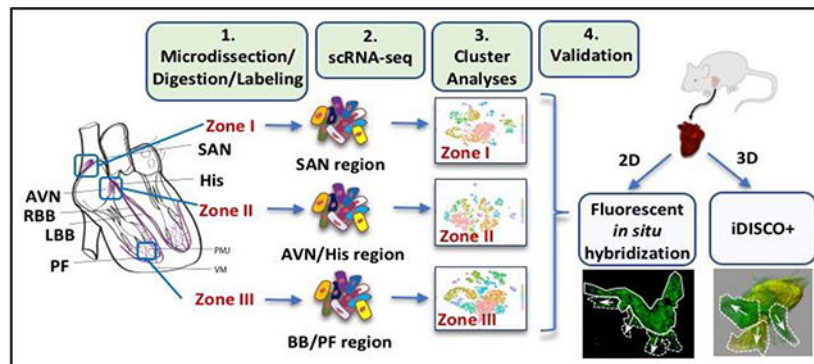 1.
Microdissection/
Digestion/Labeling
2.
scRNA-seq
3.
Cluster
Analyses
4.
Validation
Zone I
SAN
His
Zone II
AVN
RBB
LBB
PF
PMJ
VM
Zone III
SAN region
AVN/His region
BB/PF region
Zone I
Zone II
Zone III
2D
3D
Fluorescent
in situ
hybridization
iDISCO+